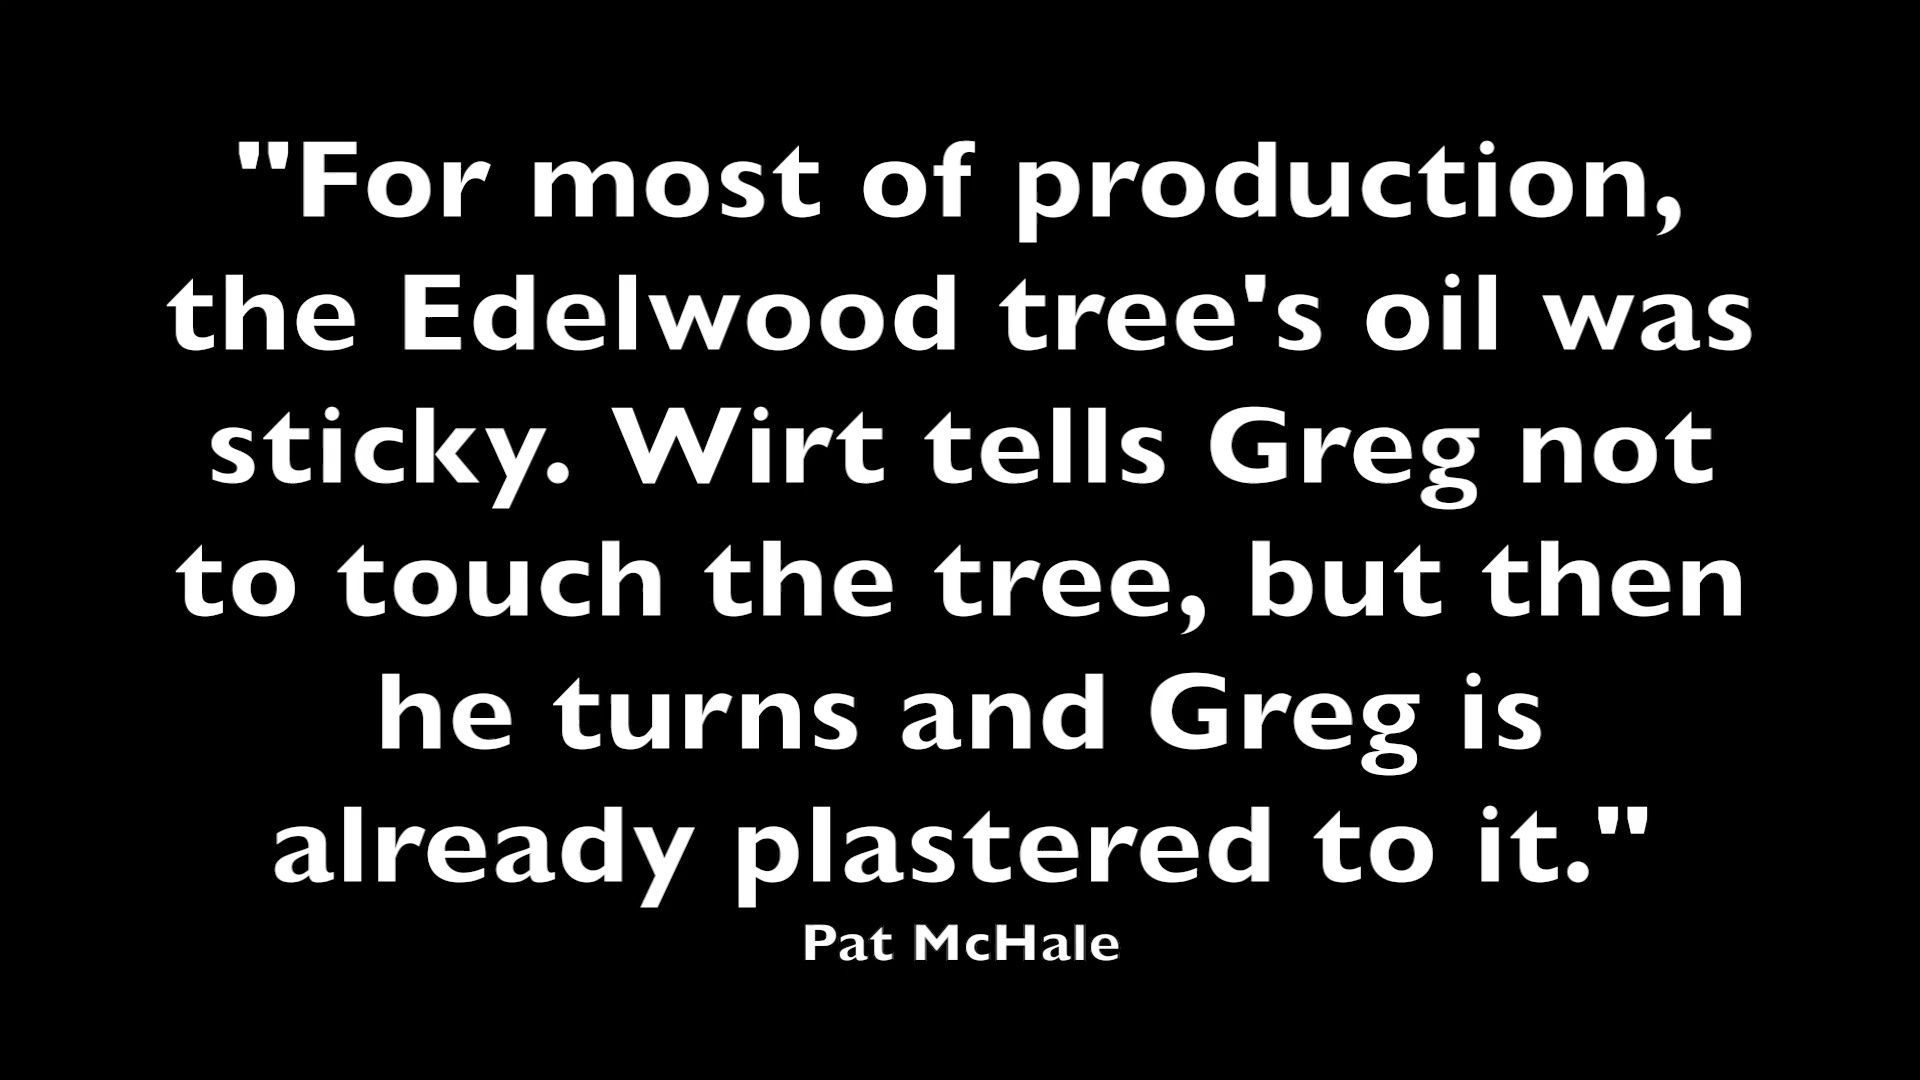 "For most of production,
the Edelwood tree's oil was
sticky. Wirt tells Greg not
to touch the tree, but then
he turns and Greg is
already plastered to it."
Pat McHale